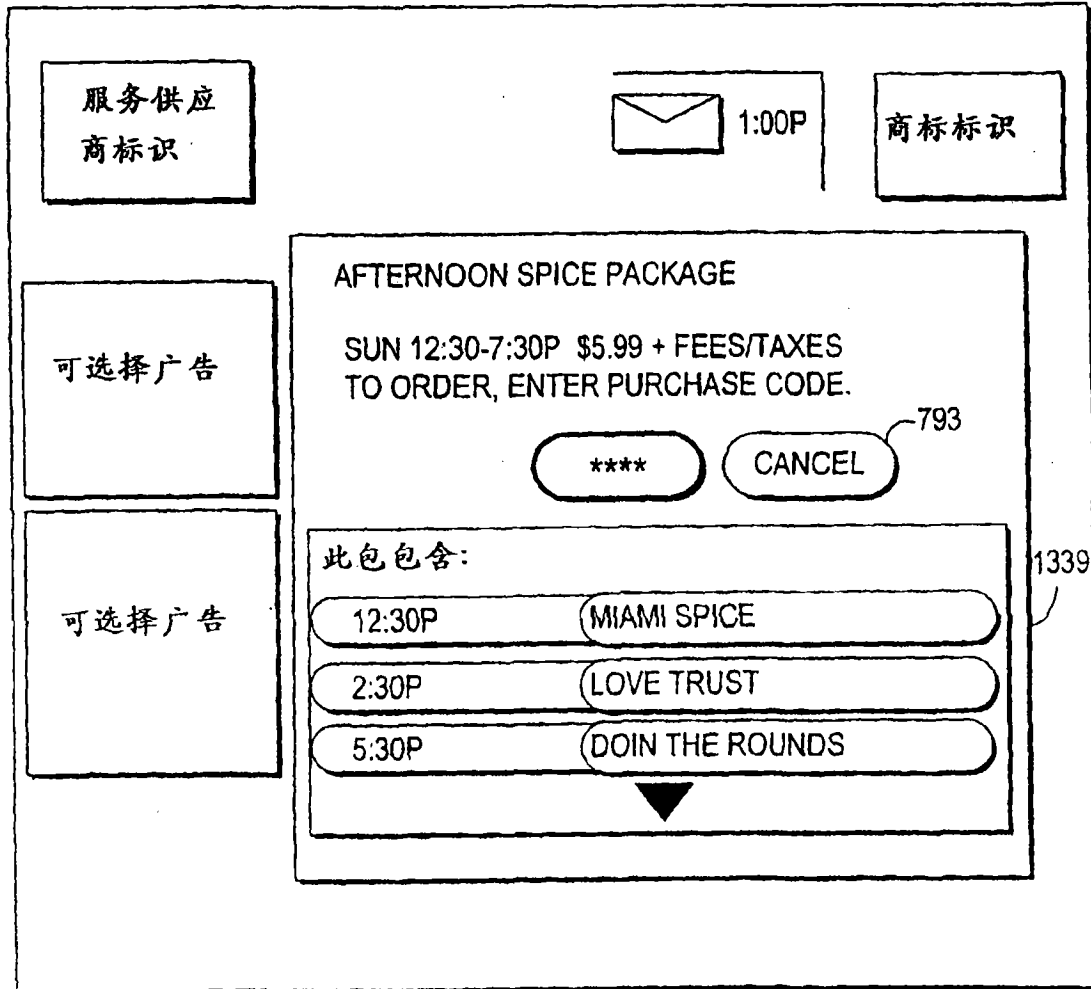 服务供应
商标识
1:00P
商标标识
可选择广告
可选择广告
AFTERNOON SPICE PACKAGE
SUN 12:30-7:30P $5.99 + FEES/TAXES
TO ORDER, ENTER PURCHASE CODE.
793
**** CANCEL
此包包含:
1339
12:30P MIAMI SPICE
2:30P LOVE TRUST
5:30P DOIN THE ROUNDS